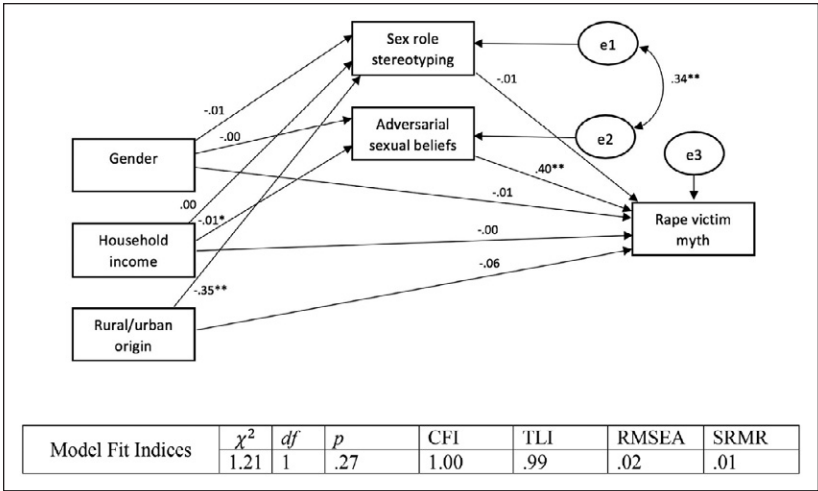 Sex role
stereotyping
e1
-.01
.34**
-.01
-.00
Adversarial
sexual beliefs
e2
Gender
.40**
e3
.00
-.01*
-.01
Household
income
-.00
Rape victim
myth
-.35**
-.06
Rural/urban
origin
Model Fit Indices
χ² df p CFI TLI RMSEA SRMR
1.21 1 .27 1.00 .99 .02 .01